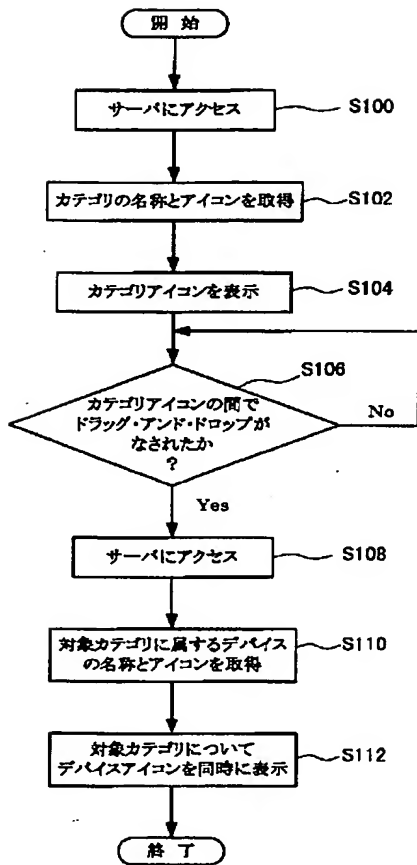 開 始
サーバにアクセス
S100
カテゴリの名称とアイコンを取得
S102
カテゴリアイコンを表示
S104
S106
カテゴリアイコンの間で
ドラッグ・アンド・ドロップが
なされたか
?
No
Yes
サーバにアクセス
S108
対象カテゴリに属するデバイス
の名称とアイコンを取得
S110
対象カテゴリについて
デバイスアイコンを同時に表示
S112
終 了